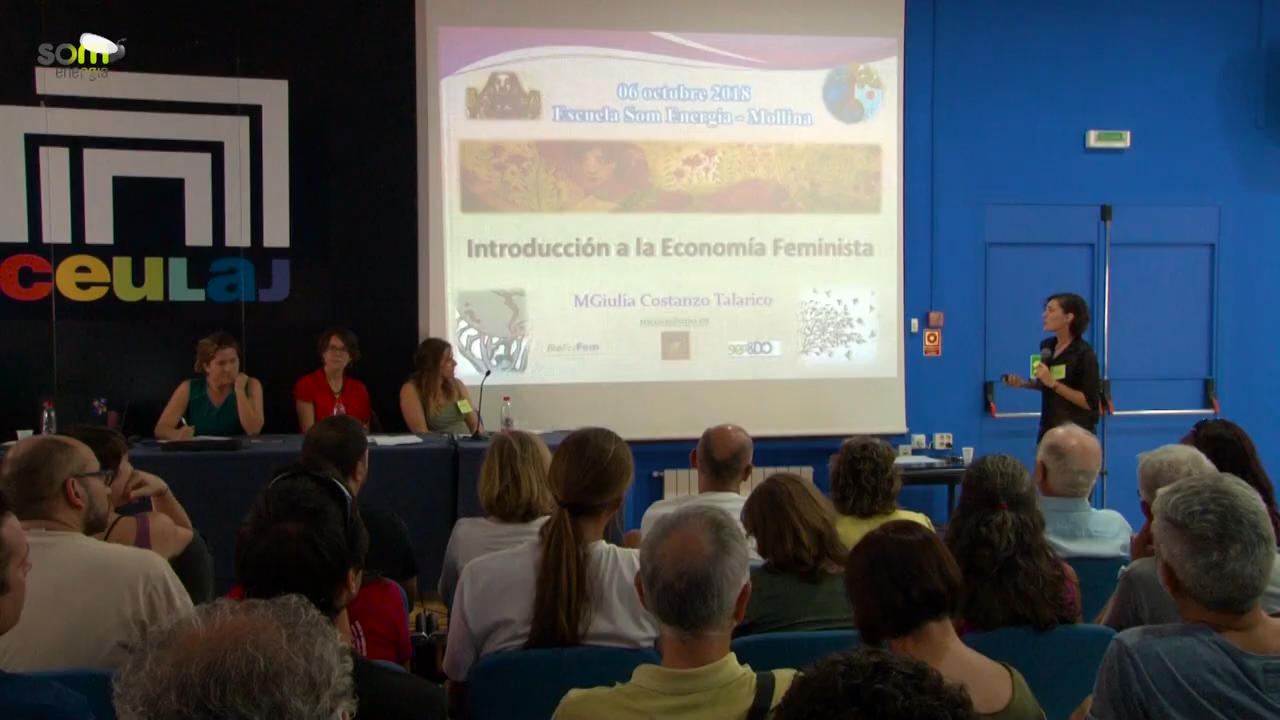 som
energia
CEULAJ
06 octubre 2018
Escuela Som Energia - Mollina
Introducción a la Economía Feminista
MGiulia Costanzo Talarico